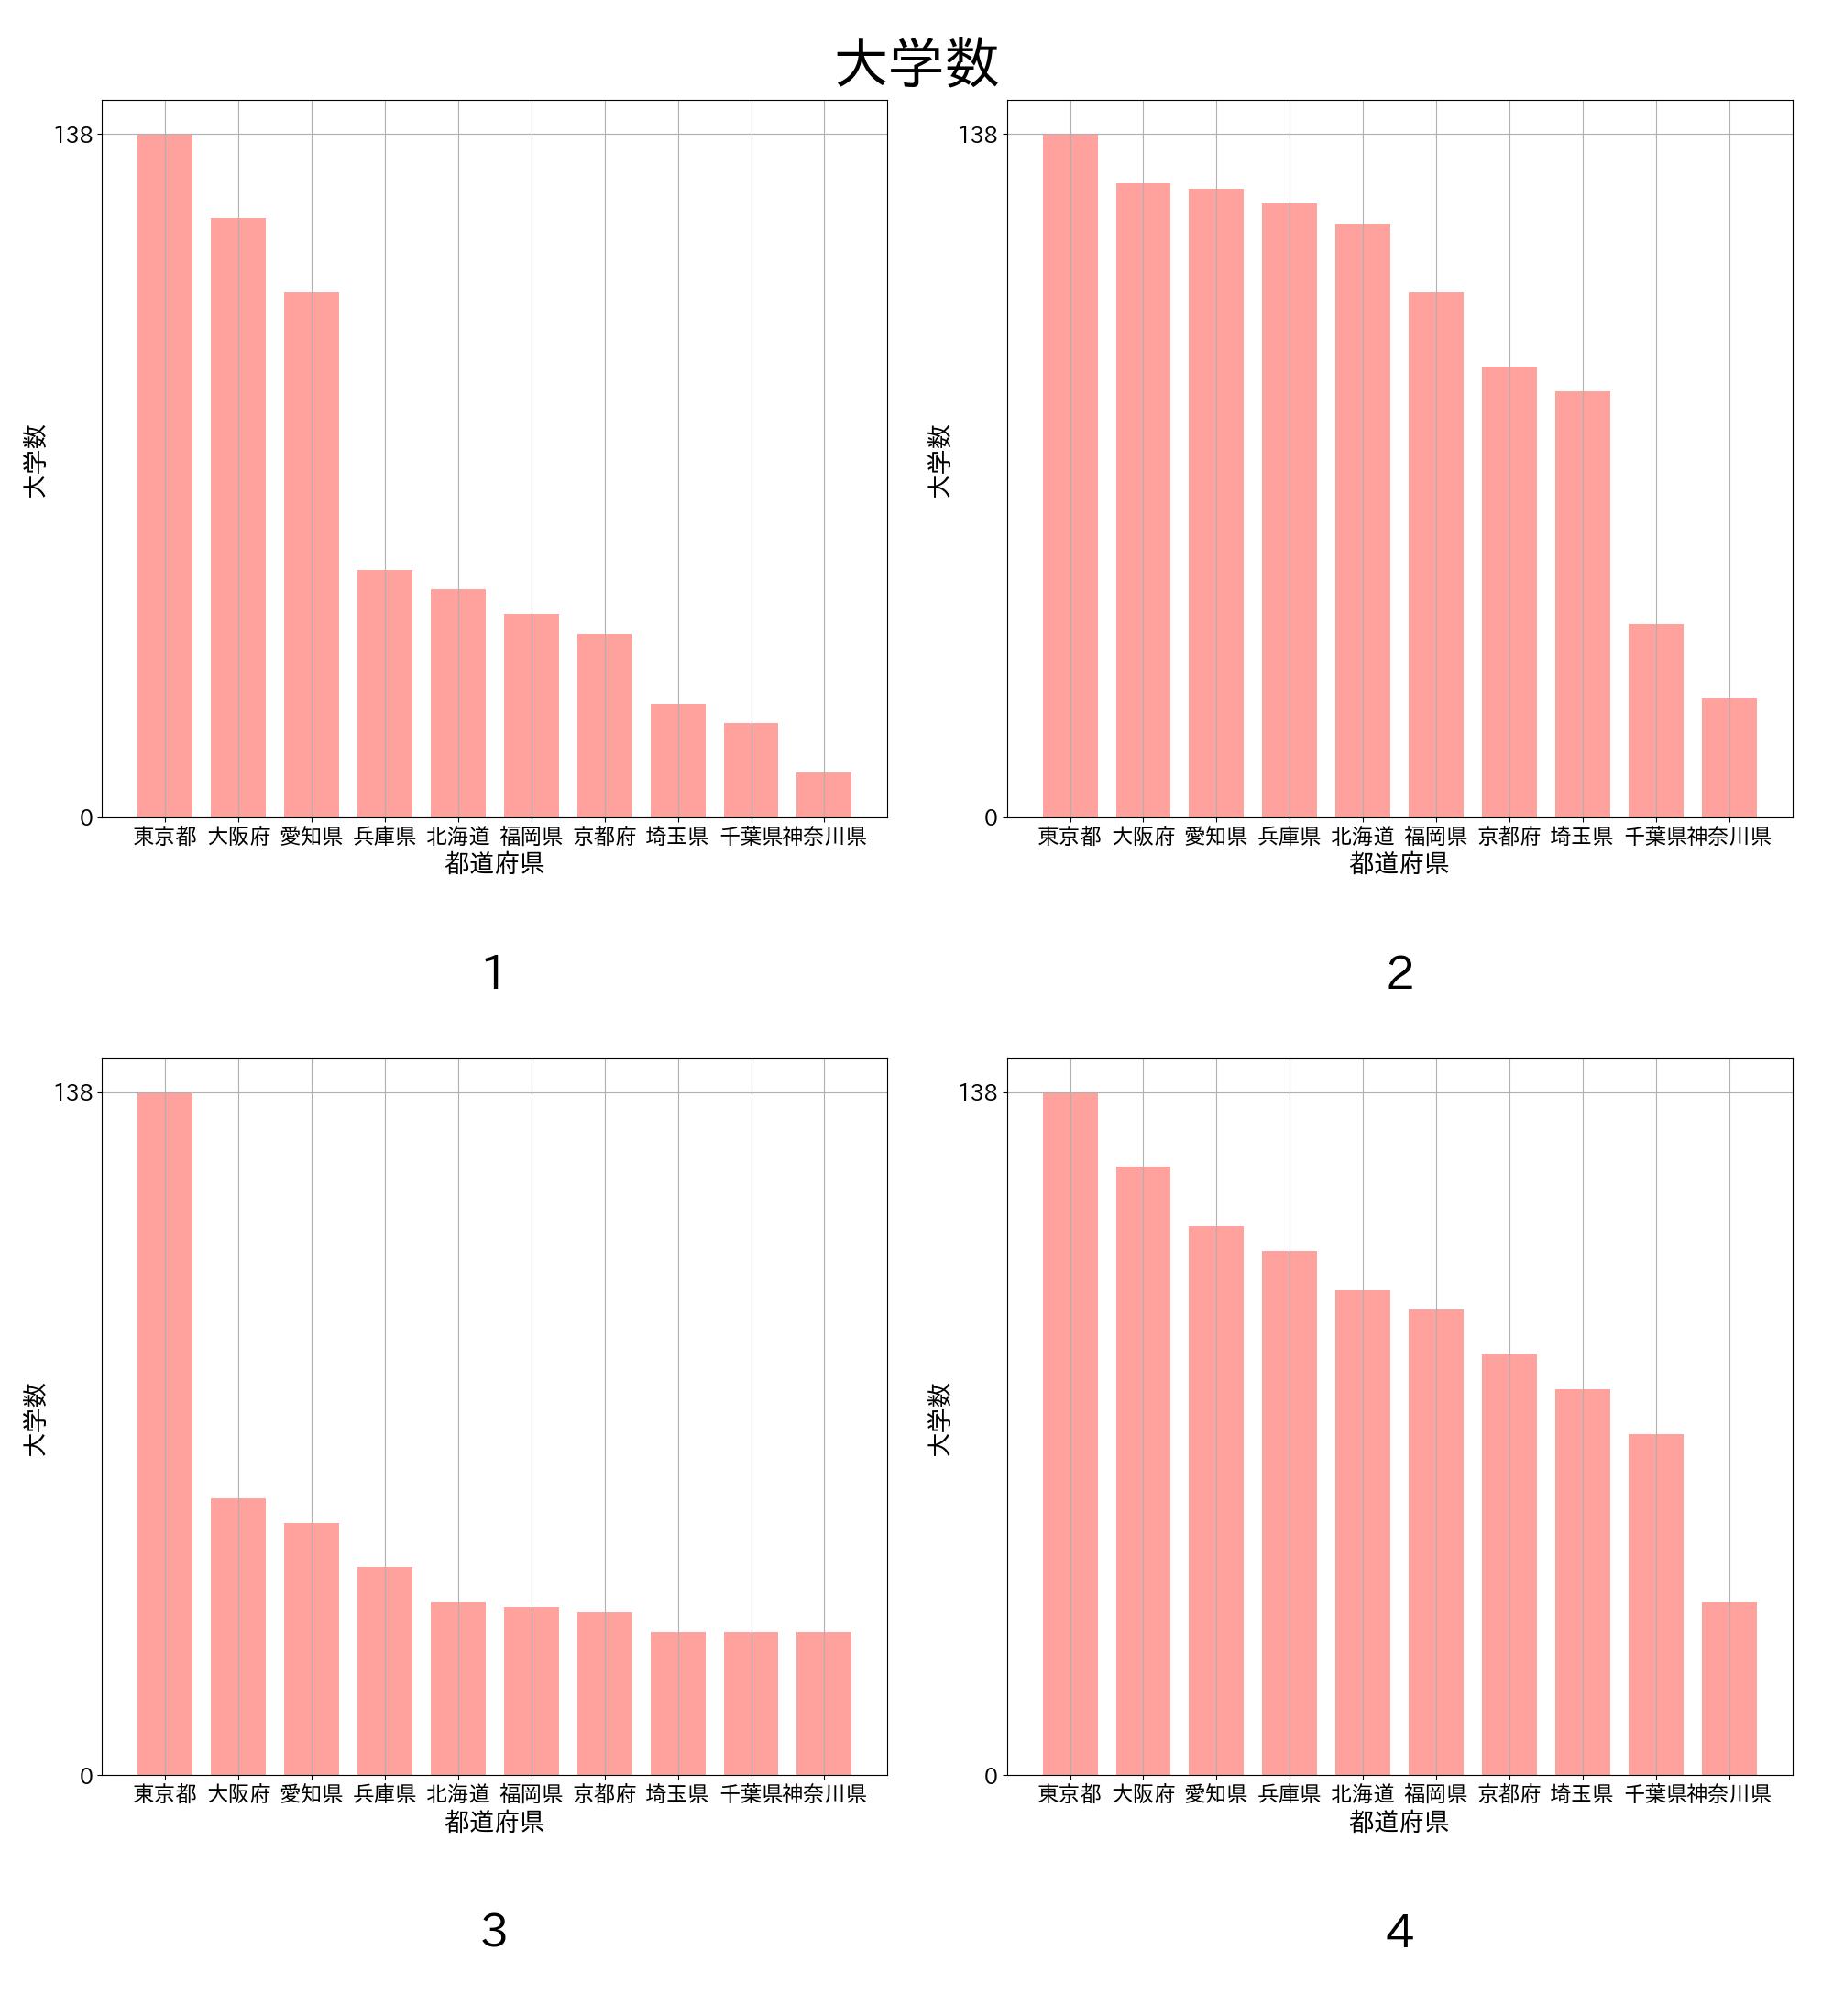 大学数
138
0
大学数
東京都 大阪府 愛知県 兵庫県 北海道 福岡県 京都府 埼玉県 千葉県 神奈川県
都道府県
1
138
0
大学数
東京都 大阪府 愛知県 兵庫県 北海道 福岡県 京都府 埼玉県 千葉県 神奈川県
都道府県
2
138
0
大学数
東京都 大阪府 愛知県 兵庫県 北海道 福岡県 京都府 埼玉県 千葉県 神奈川県
都道府県
3
138
0
大学数
東京都 大阪府 愛知県 兵庫県 北海道 福岡県 京都府 埼玉県 千葉県 神奈川県
都道府県
4